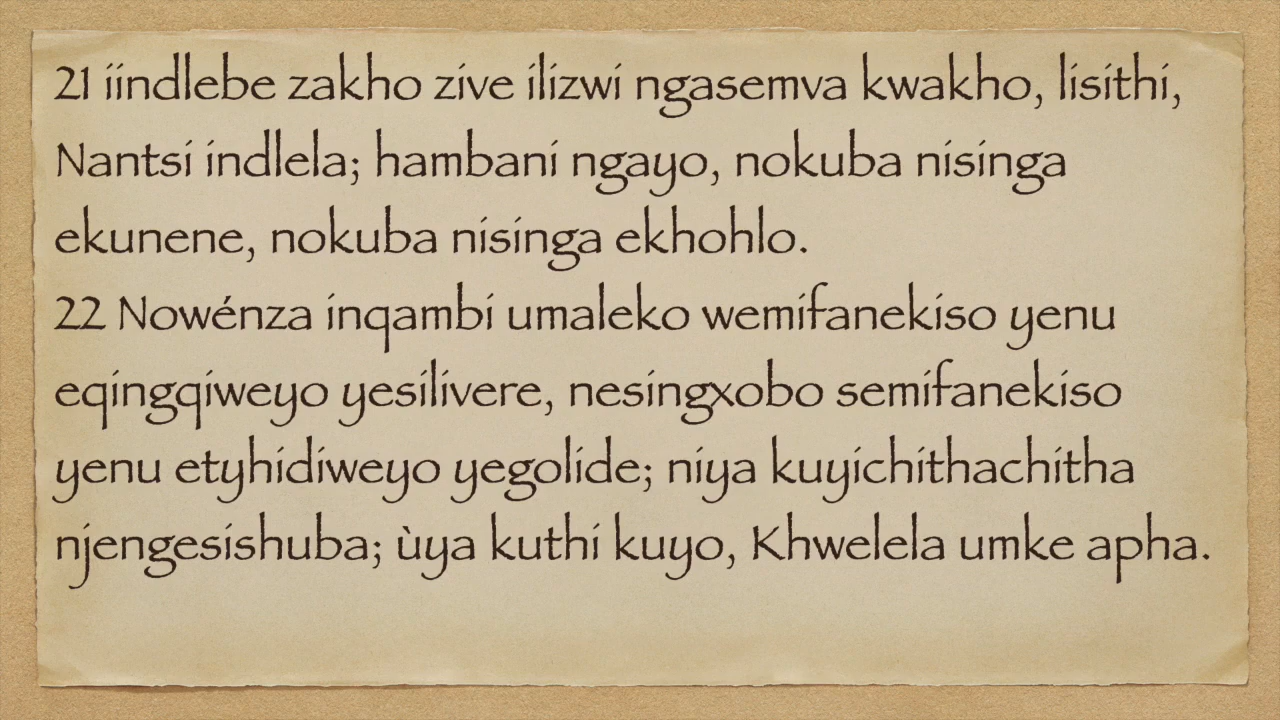 21 iindlebe zakho zive ilizwi ngasemva kwakho, lisithi,
Nantsi indlela; hambani ngayo, nokuba nisinga
ekunene, nokuba nisinga ekhohlo.
22 Nowénza inqambi umaleko wemifanekiso yenu
eqingqiweyo yesilivere, nesingxobo semifanekiso
yenu etyhidiweyo yegolide; niya kuyichithachitha
njengesishuba; ùya kuthi kuyo, Khwelela umke apha.